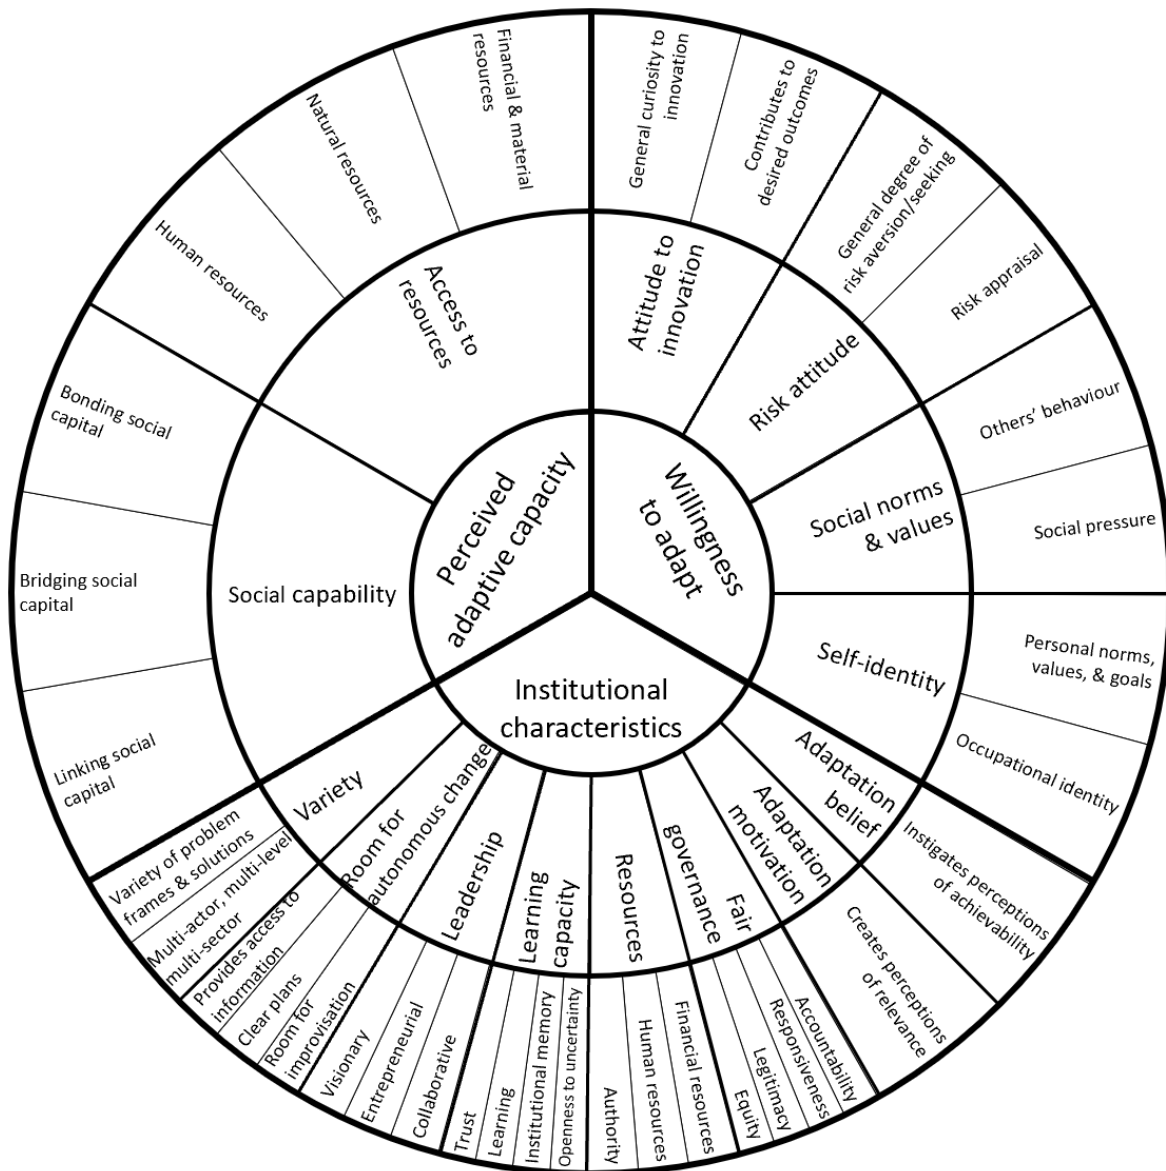 Perceived
adaptive capacity
Willingness
to adapt
Institutional
characteristics
Access to
resources
Social capability
Attitude to
innovation
Risk attitude
Social norms
& values
Self-identity
Adaptation
belief
Adaptation
motivation
Fair
governance
Resources
Learning
capacity
Leadership
Room for
autonomous change
Variety
Financial & material
resources
Natural resources
Human resources
Bonding social
capital
Bridging social
capital
Linking social
capital
General curiosity to
innovation
Contributes to
desired outcomes
General degree of
risk aversion/seeking
Risk appraisal
Others’ behaviour
Social pressure
Personal norms,
values, & goals
Occupational identity
Instigates perceptions
of achievability
Creates perceptions
of relevance
Accountability
Responsiveness
Legitimacy
Equity
Financial resources
Human resources
Authority
Openness to uncertainty
Institutional memory
Learning
Trust
Collaborative
Entrepreneurial
Visionary
Room for
improvisation
Clear plans
Provides access to
information
Multi-actor, multi-level
multi-sector
Variety of problem
frames & solutions